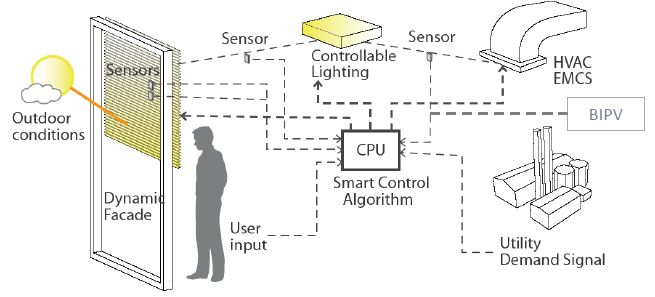 Sensor
Sensor
Controllable
Lighting
Sensors
HVAC
EMCS
Outdoor
conditions
BIPV
CPU
Smart Control
Algorithm
Dynamic
Facade
User
input
Utility
Demand Signal